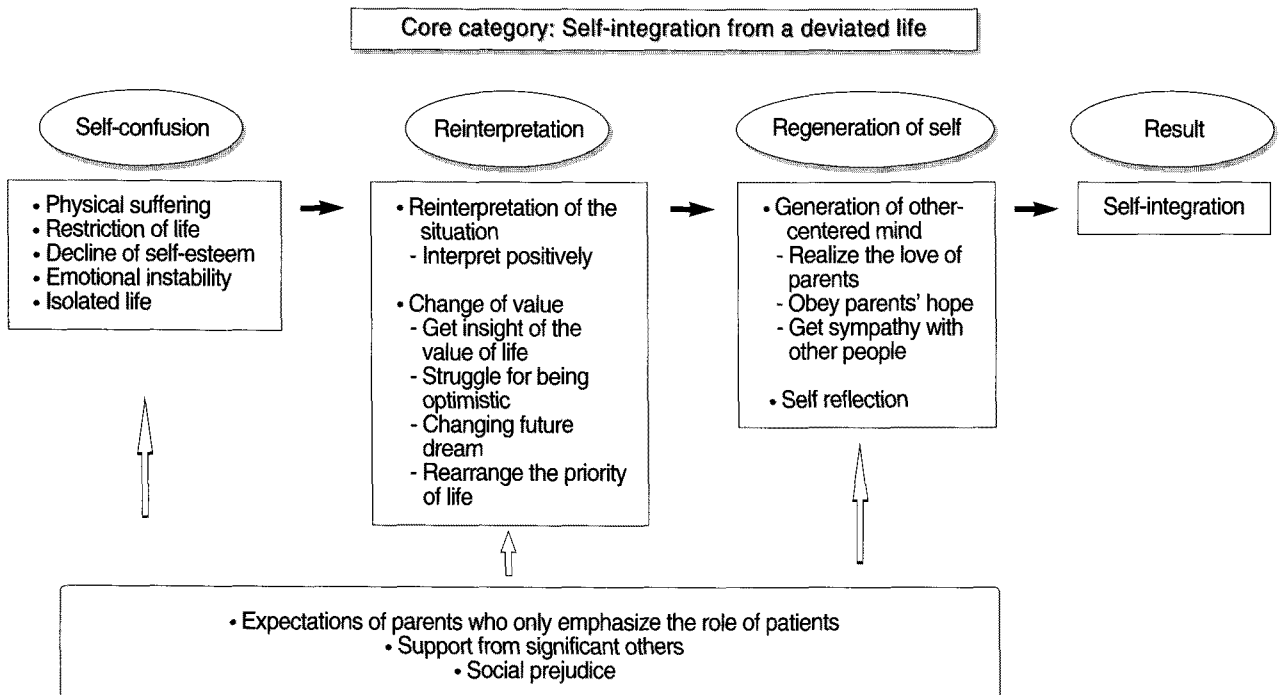 Core category: Self-integration from a deviated life
Self-confusion
• Physical suffering
• Restriction of life
• Decline of self-esteem
• Emotional instability
• Isolated life
Reinterpretation
• Reinterpretation of the
situation
- Interpret positively
• Change of value
- Get insight of the
value of life
- Struggle for being
optimistic
- Changing future
dream
- Rearrange the priority
of life
Regeneration of self
• Generation of other-
centered mind
- Realize the love of
parents
- Obey parents' hope
- Get sympathy with
other people
• Self reflection
Result
Self-integration
• Expectations of parents who only emphasize the role of patients
• Support from significant others
• Social prejudice